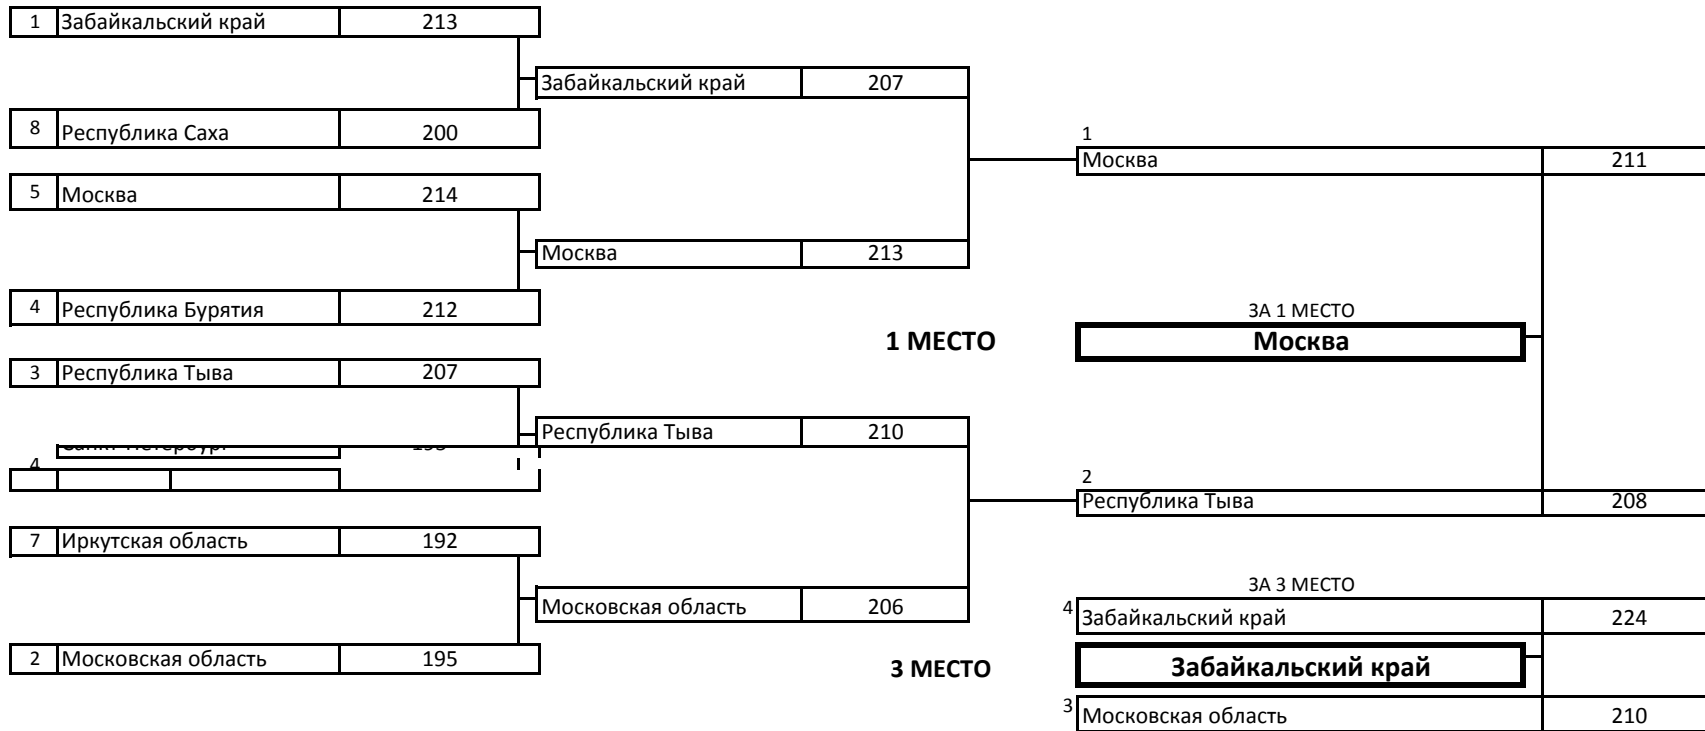 1 Забайкальский край 213
Забайкальский край 207
8 Республика Саха 200
1
Москва 211
5 Москва 214
Москва 213
4 Республика Бурятия 212
ЗА 1 МЕСТО
1 МЕСТО Москва
3 Республика Тыва 207
Республика Тыва 210
2
Республика Тыва 208
7 Иркутская область 192
ЗА 3 МЕСТО
Московская область 206
4 Забайкальский край 224
2 Московская область 195
3 МЕСТО Забайкальский край
3 Московская область 210